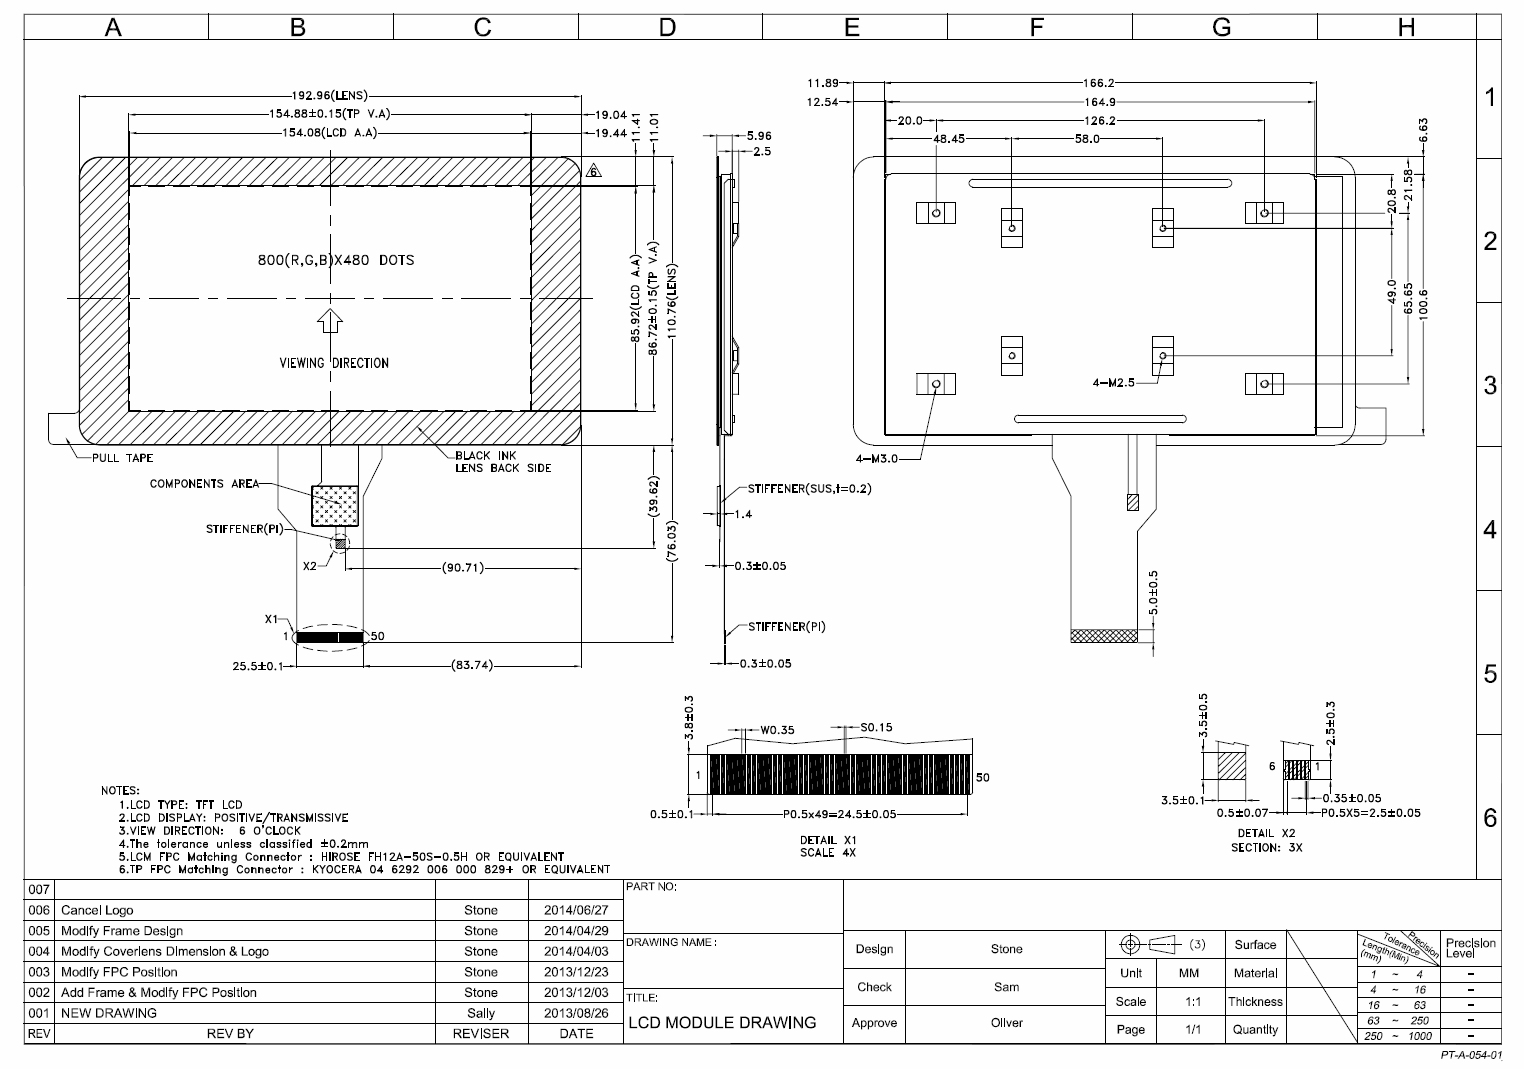 A B C D E F G H
1
2
3
4
5
6
192.96(LENS)
154.88±0.15(TP V.A)
154.08(LCD A.A)
19.04
19.44
11.41
11.01
6
800(R,G,B)X480 DOTS
VIEWING DIRECTION
85.92(LCD A.A)
86.72±0.15(TP V.A)
110.76(LENS)
PULL TAPE
BLACK INK
LENS BACK SIDE
COMPONENTS AREA
STIFFENER(PI)
X2
(90.71)
(39.62)
(76.03)
X1
1
50
25.5±0.1
(83.74)
5.96
2.5
STIFFENER(SUS,t=0.2)
1.4
0.3±0.05
STIFFENER(PI)
0.3±0.05
11.89
166.2
12.54
164.9
20.0
126.2
48.45
58.0
6.63
21.58
20.8
49.0
65.65
100.6
4-M2.5
4-M3.0
5.0±0.5
3.8±0.3
W0.35
S0.15
1
50
0.5±0.1
P0.5x49=24.5±0.05
DETAIL X1
SCALE 4X
3.5±0.5
2.5±0.3
6
1
3.5±0.1
0.35±0.05
0.5±0.07
P0.5X5=2.5±0.05
DETAIL X2
SECTION: 3X
NOTES:
1.LCD TYPE: TFT LCD
2.LCD DISPLAY: POSITIVE/TRANSMISSIVE
3.VIEW DIRECTION: 6 O'CLOCK
4.The tolerance unless classified ±0.2mm
5.LCM FPC Matching Connector : HIROSE FH12A-50S-0.5H OR EQUIVALENT
6.TP FPC Matching Connector : KYOCERA 04 6292 006 000 829+ OR EQUIVALENT
007
006 Cancel Logo Stone 2014/06/27
005 Modify Frame Design Stone 2014/04/29
004 Modify Coverlens Dimension & Logo Stone 2014/04/03
003 Modify FPC Position Stone 2013/12/23
002 Add Frame & Modify FPC Position Stone 2013/12/03
001 NEW DRAWING Sally 2013/08/26
REV REV BY REVISER DATE
PART NO:
DRAWING NAME :
TITLE:
LCD MODULE DRAWING
Design Stone
Check Sam
Approve Oliver
(3) Surface
Unit MM Material
Scale 1:1 Thickness
Page 1/1 Quantity
Tolerance Precision
Length(Min)
(mm)
Precision
Level
1 ~ 4 -
4 ~ 16 -
16 ~ 63 -
63 ~ 250 -
250 ~ 1000 -
PT-A-054-01